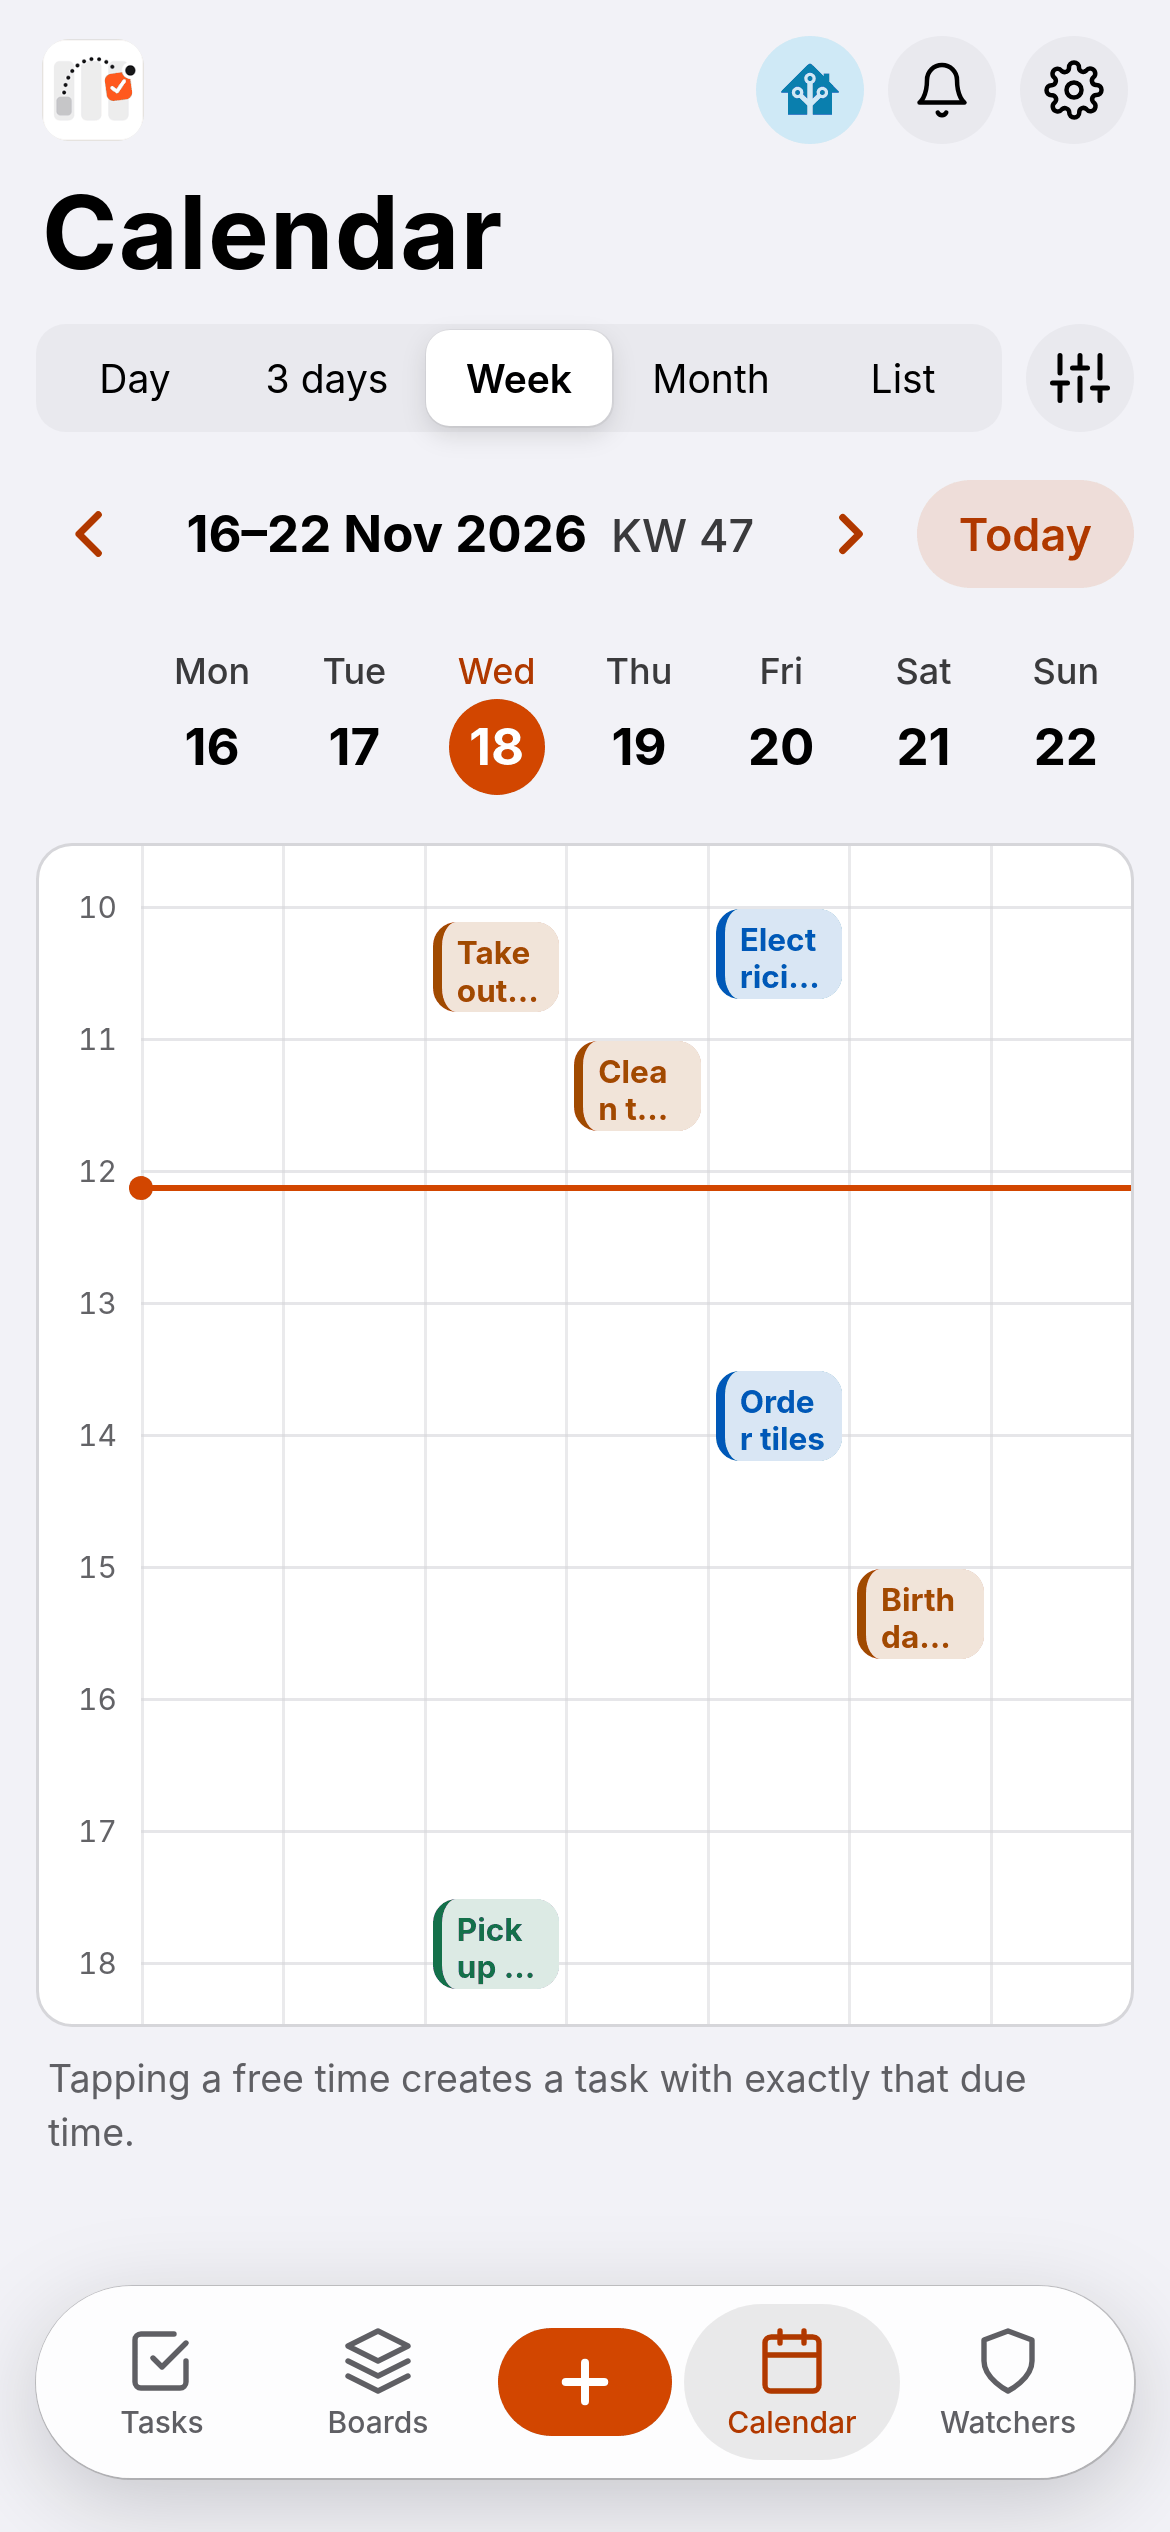 Calendar
Day 3 days Week Month List
16–22 Nov 2026 KW 47 Today
Mon Tue Wed Thu Fri Sat Sun
16 17 18 19 20 21 22
10
Take
out...
Elect
rici...
11
Clea
n t...
12
13
Orde
r tiles
14
15
Birth
da...
16
17
Pick
up ...
18
Tapping a free time creates a task with exactly that due
time.
Tasks Boards Calendar Watchers